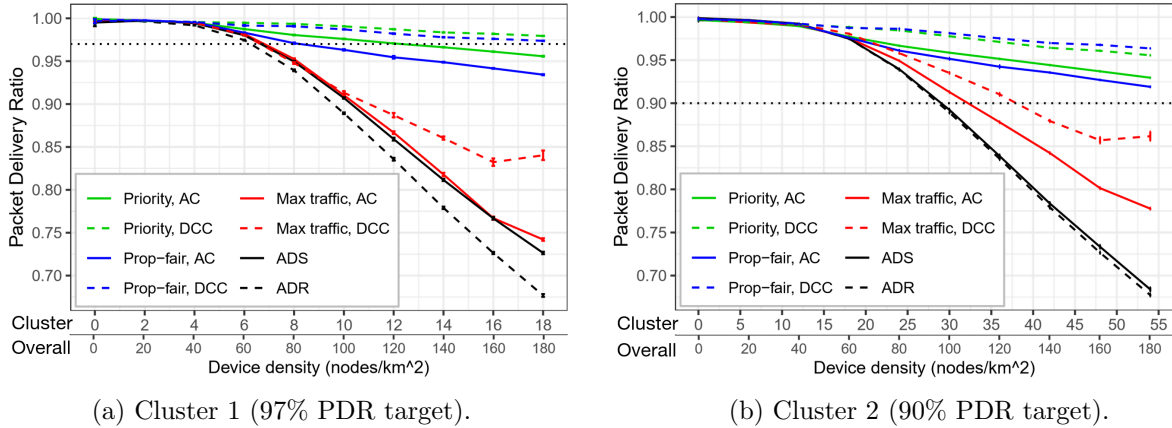 1.00
0.95
0.90
0.85
0.80
0.75
0.70
Packet Delivery Ratio
Priority, AC
Priority, DCC
Prop-fair, AC
Prop-fair, DCC
Max traffic, AC
Max traffic, DCC
ADS
ADR
Cluster 0 2 4 6 8 10 12 14 16 18
Overall 0 20 40 60 80 100 120 140 160 180
Device density (nodes/km^2)
(a) Cluster 1 (97% PDR target).
1.00
0.95
0.90
0.85
0.80
0.75
0.70
Packet Delivery Ratio
Priority, AC
Priority, DCC
Prop-fair, AC
Prop-fair, DCC
Max traffic, AC
Max traffic, DCC
ADS
ADR
Cluster 0 5 10 15 20 25 30 35 40 45 50 55
Overall 0 20 40 60 80 100 120 140 160 180
Device density (nodes/km^2)
(b) Cluster 2 (90% PDR target).